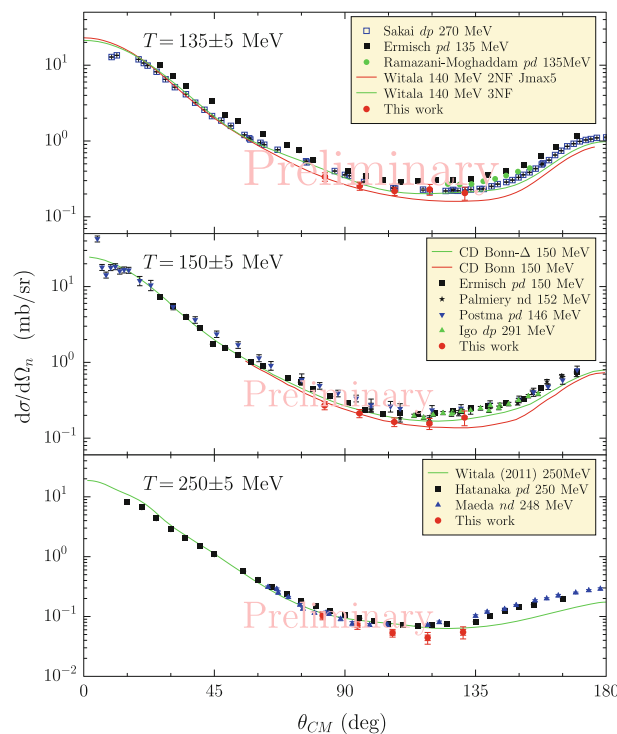 T = 135±5 MeV
Sakai dp 270 MeV
Ermisch pd 135 MeV
Ramazani-Moghaddam pd 135MeV
Witala 140 MeV 2NF Jmax5
Witala 140 MeV 3NF
This work
10¹
10⁰
10⁻¹
Preliminary
T = 150±5 MeV
CD Bonn-Δ 150 MeV
CD Bonn 150 MeV
Ermisch pd 150 MeV
Palmiery nd 152 MeV
Postma pd 146 MeV
Igo dp 291 MeV
This work
dσ/dΩₙ (mb/sr)
10¹
10⁰
10⁻¹
Preliminary
T = 250±5 MeV
Witala (2011) 250MeV
Hatanaka pd 250 MeV
Maeda nd 248 MeV
This work
10¹
10⁰
10⁻¹
10⁻²
Preliminary
0 45 90 135 180
θCM (deg)